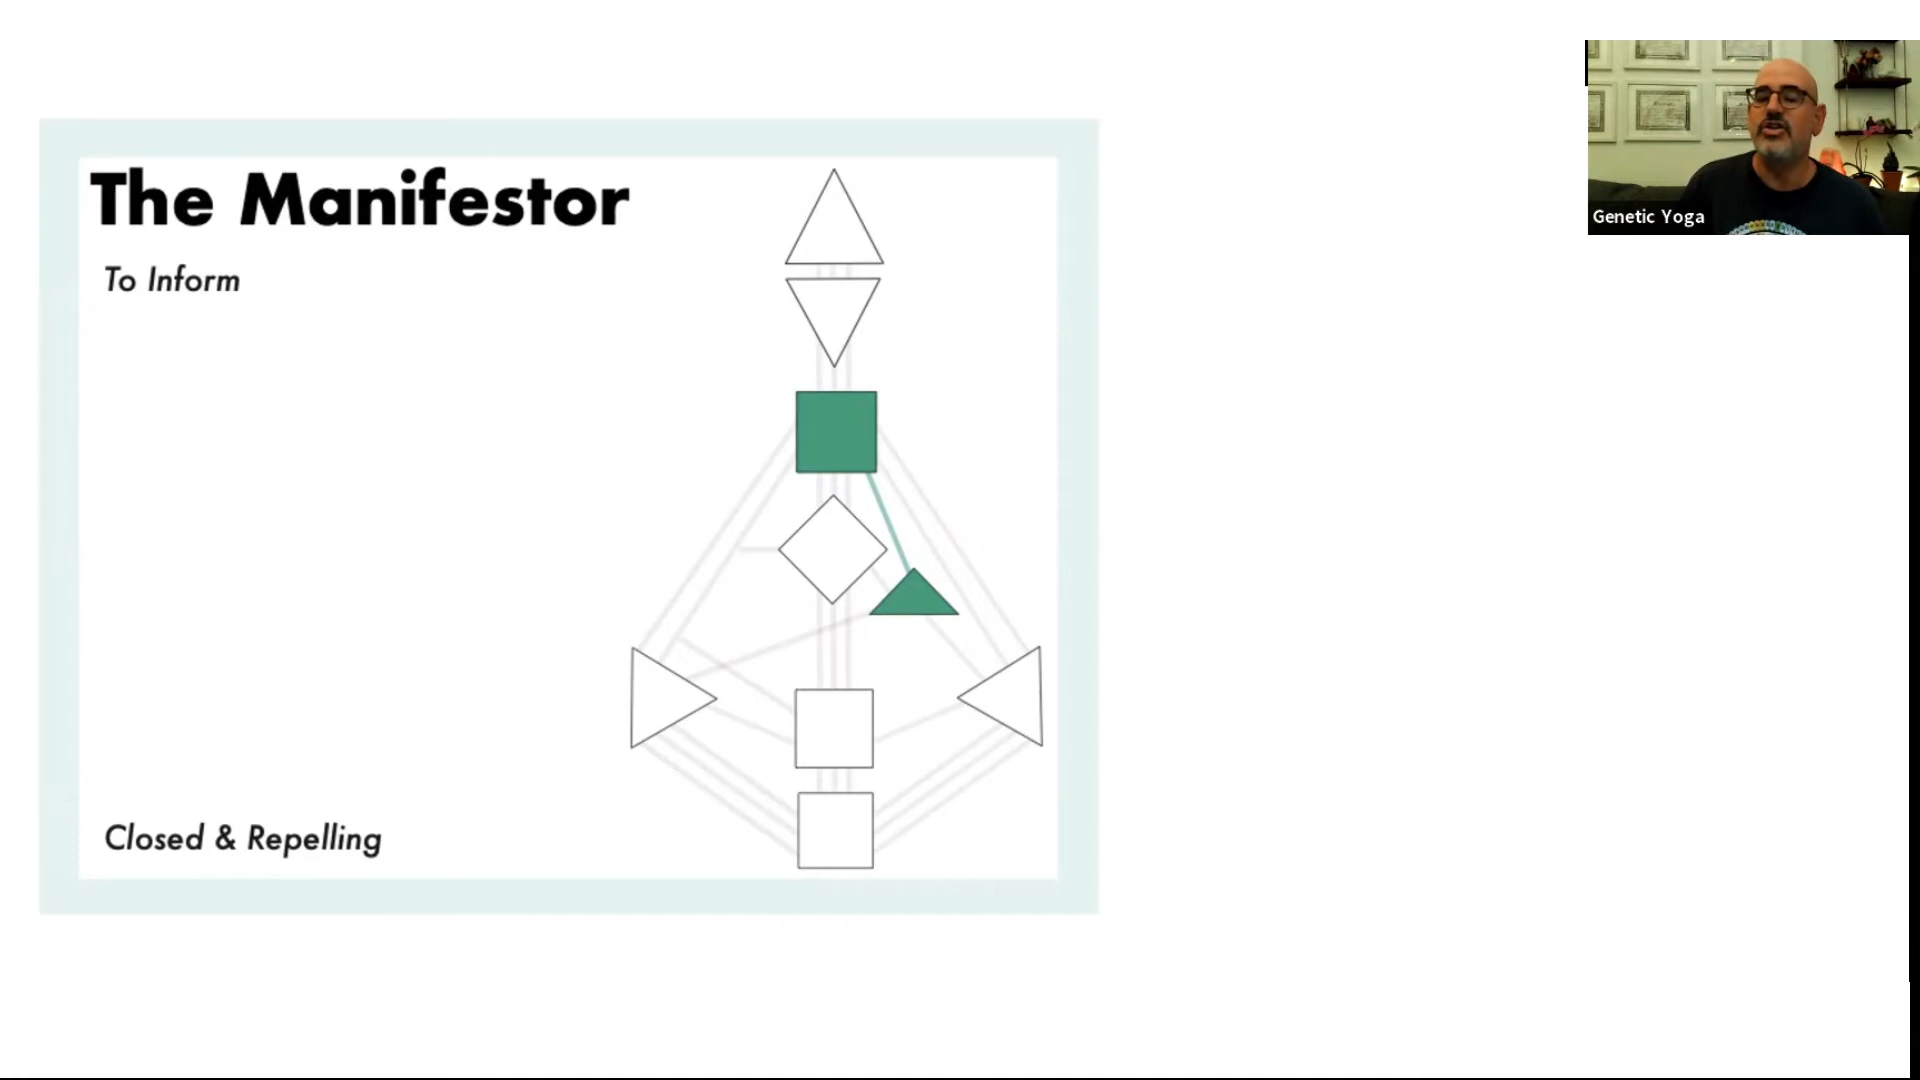 The Manifestor
To Inform
Closed & Repelling
Genetic Yoga